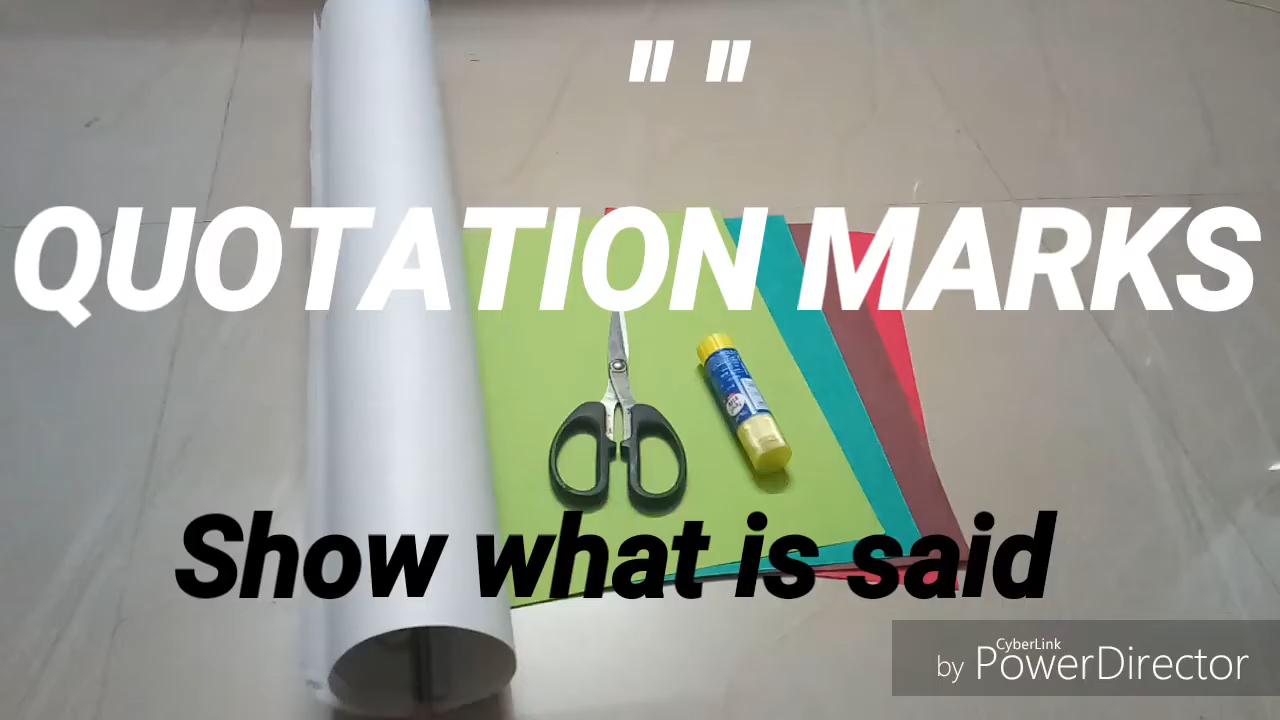 " "
QUOTATION MARKS
Show what is said
by CyberLink PowerDirector